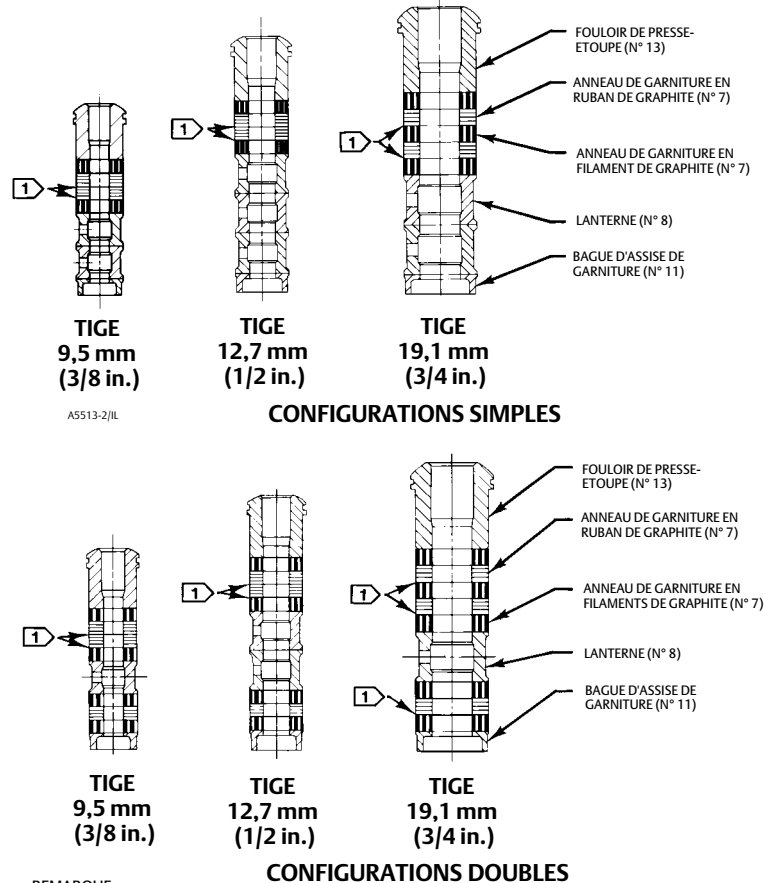 FOULOIR DE PRESSE-
ETOUPE (N° 13)
ANNEAU DE GARNITURE EN
RUBAN DE GRAPHITE (N° 7)
1
1
1
ANNEAU DE GARNITURE EN
FILAMENT DE GRAPHITE (N° 7)
LANTERNE (N° 8)
BAGUE D'ASSISE DE
GARNITURE (N° 11)
TIGE
9,5 mm
(3/8 in.)
TIGE
12,7 mm
(1/2 in.)
TIGE
19,1 mm
(3/4 in.)
A5513-2/IL
CONFIGURATIONS SIMPLES
FOULOIR DE PRESSE-
ETOUPE (N° 13)
ANNEAU DE GARNITURE EN
RUBAN DE GRAPHITE (N° 7)
1
1
1
ANNEAU DE GARNITURE EN
FILAMENTS DE GRAPHITE (N° 7)
LANTERNE (N° 8)
1
BAGUE D'ASSISE DE
GARNITURE (N° 11)
TIGE
9,5 mm
(3/8 in.)
TIGE
12,7 mm
(1/2 in.)
TIGE
19,1 mm
(3/4 in.)
CONFIGURATIONS DOUBLES
REMARQUE